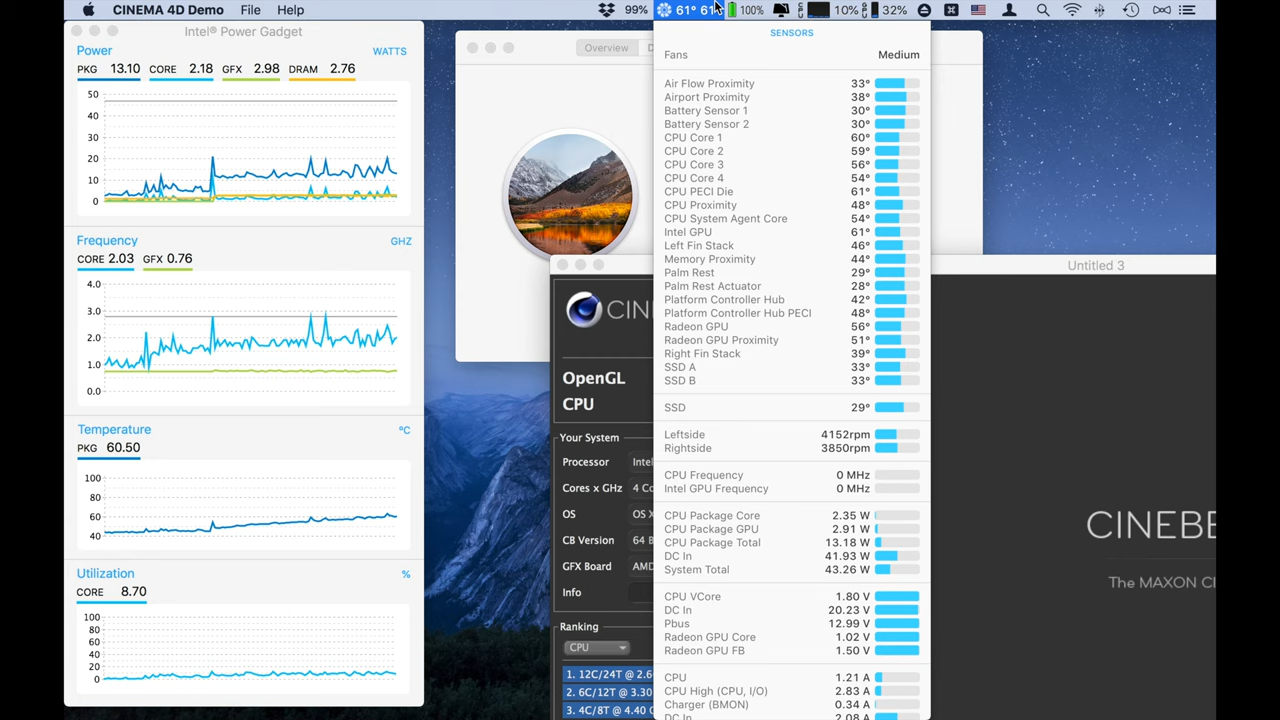 CINEMA 4D Demo File Help
99% 61° 61 100% 10% 32%
Intel® Power Gadget
Power WATTS
PKG 13.10 CORE 2.18 GFX 2.98 DRAM 2.76
50
40
30
20
10
0
Frequency GHZ
CORE 2.03 GFX 0.76
4.0
3.0
2.0
1.0
0.0
Temperature °C
PKG 60.50
100
80
60
40
Utilization %
CORE 8.70
100
80
60
40
20
0
Overview
OpenGL
CPU
Your System
Processor Intel
Cores x GHz 4 Co
OS OS X
CB Version 64 B
GFX Board AMD
Info
Ranking
CPU
1. 12C/24T @ 2.6
2. 6C/12T @ 3.30
3. 4C/8T @ 4.40
SENSORS
Fans Medium
Air Flow Proximity 33°
Airport Proximity 38°
Battery Sensor 1 30°
Battery Sensor 2 30°
CPU Core 1 60°
CPU Core 2 59°
CPU Core 3 56°
CPU Core 4 54°
CPU PECI Die 61°
CPU Proximity 48°
CPU System Agent Core 54°
Intel GPU 61°
Left Fin Stack 46°
Memory Proximity 44°
Palm Rest 29°
Palm Rest Actuator 28°
Platform Controller Hub 42°
Platform Controller Hub PECI 48°
Radeon GPU 56°
Radeon GPU Proximity 51°
Right Fin Stack 39°
SSD A 33°
SSD B 33°
SSD 29°
Leftside 4152rpm
Rightside 3850rpm
CPU Frequency 0 MHz
Intel GPU Frequency 0 MHz
CPU Package Core 2.35 W
CPU Package GPU 2.91 W
CPU Package Total 13.18 W
DC In 41.93 W
System Total 43.26 W
CPU VCore 1.80 V
DC In 20.23 V
Pbus 12.99 V
Radeon GPU Core 1.02 V
Radeon GPU FB 1.50 V
CPU 1.21 A
CPU High (CPU, I/O) 2.83 A
Charger (BMON) 0.34 A
DC In 2.08 A
Untitled 3
CINEBE
The MAXON CI